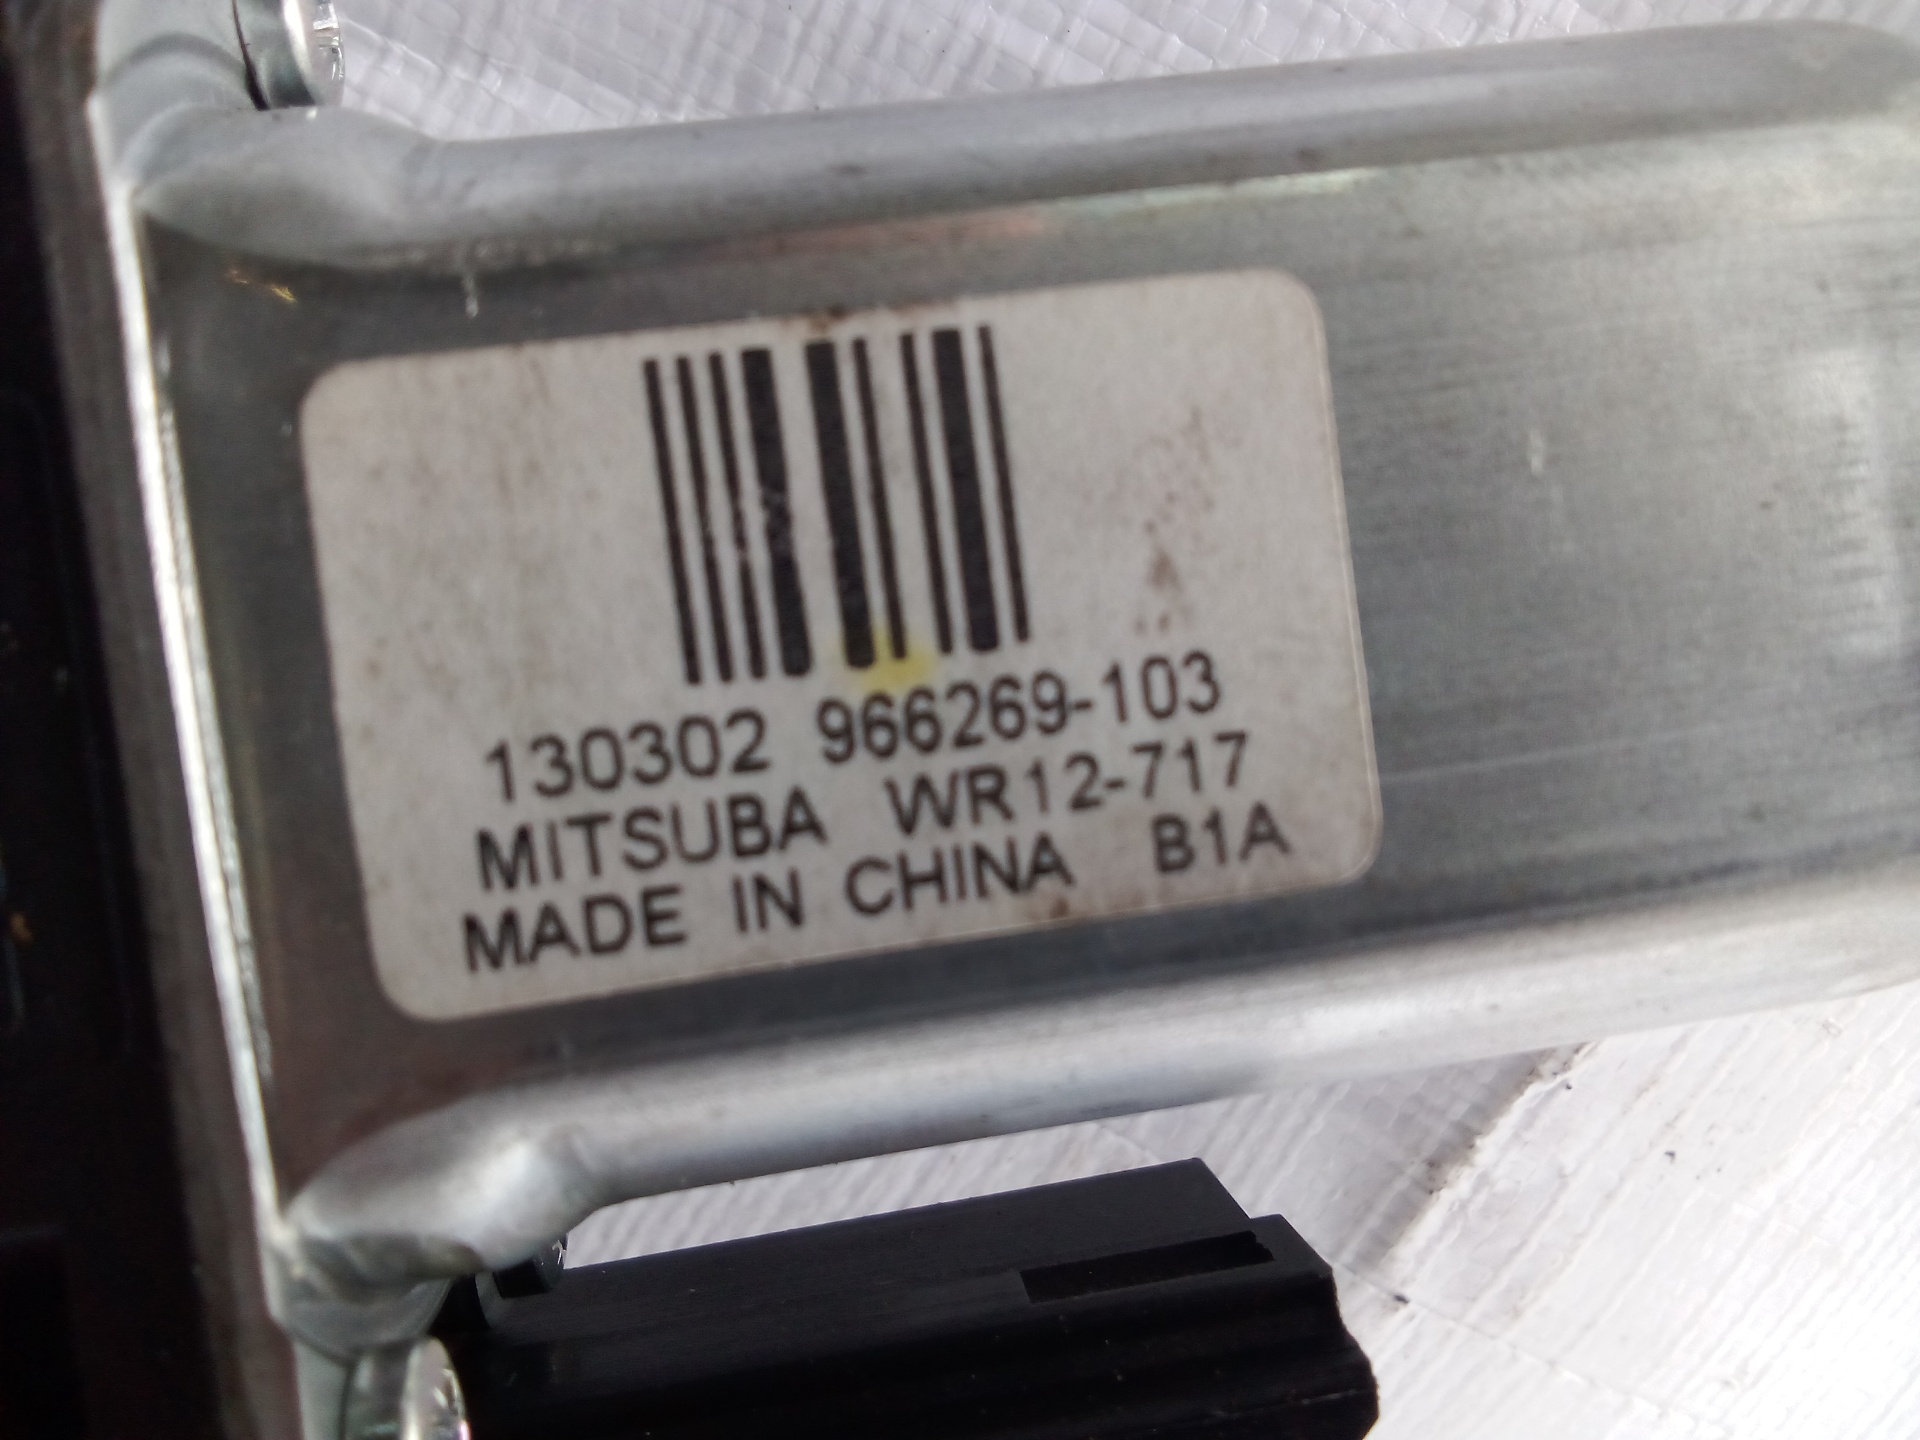 130302 966269-103
MITSUBA WR12-717
MADE IN CHINA B1A